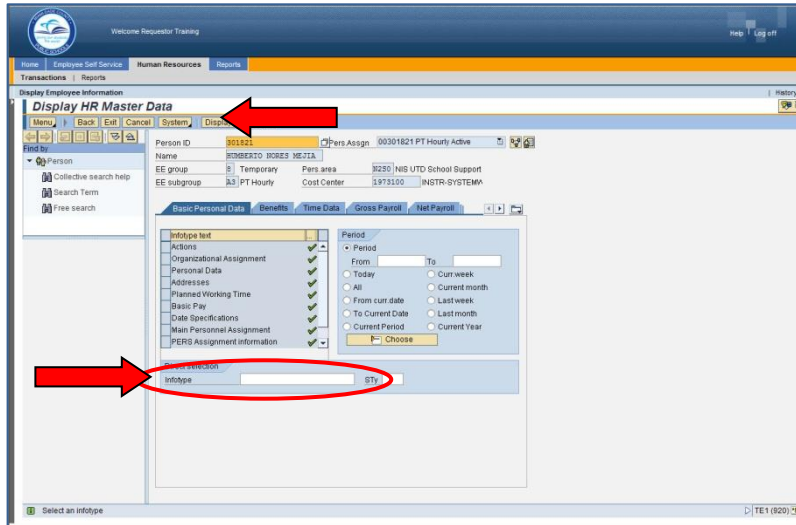 Welcome Requestor Training
Help Log off
Home Employee Self Service Human Resources Reports
Transactions | Reports
Display Employee Information | History
Display HR Master Data
Menu Back Exit Cancel System
Find by
Person
Collective search help
Search Term
Free search
Person ID 301821 Pers.Assgn 00301821 PT Hourly Active
Name HUMBERTO NORES MEJIA
EE group 8 Temporary Pers.area N250 NIS UTD School Support
EE subgroup A3 PT Hourly Cost Center 1973100
Basic Personal Data Benefits Time Data Gross Payroll Net Payroll
Infotype text
Actions
Organizational Assignment
Personal Data
Addresses
Planned Working Time
Basic Pay
Date Specifications
Main Personnel Assignment
PERS Assignment information
Period
Period
From To
Today Curr.week
All Current month
From curr.date Last week
To Current Date Last month
Current Period Current Year
Choose
selection
Infotype STy
Select an infotype TE1 (920)